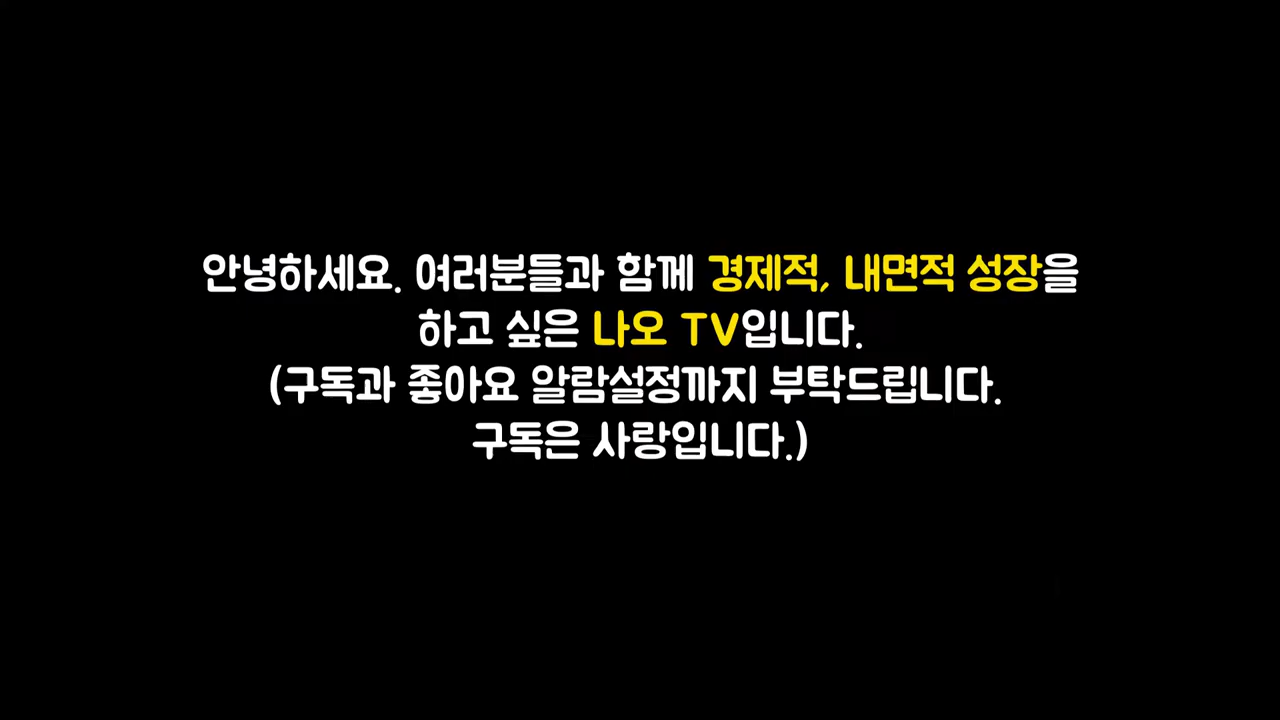 안녕하세요. 여러분들과 함께 경제적, 내면적 성장을
하고 싶은 나오 TV입니다.
(구독과 좋아요 알람설정까지 부탁드립니다.
구독은 사랑입니다.)